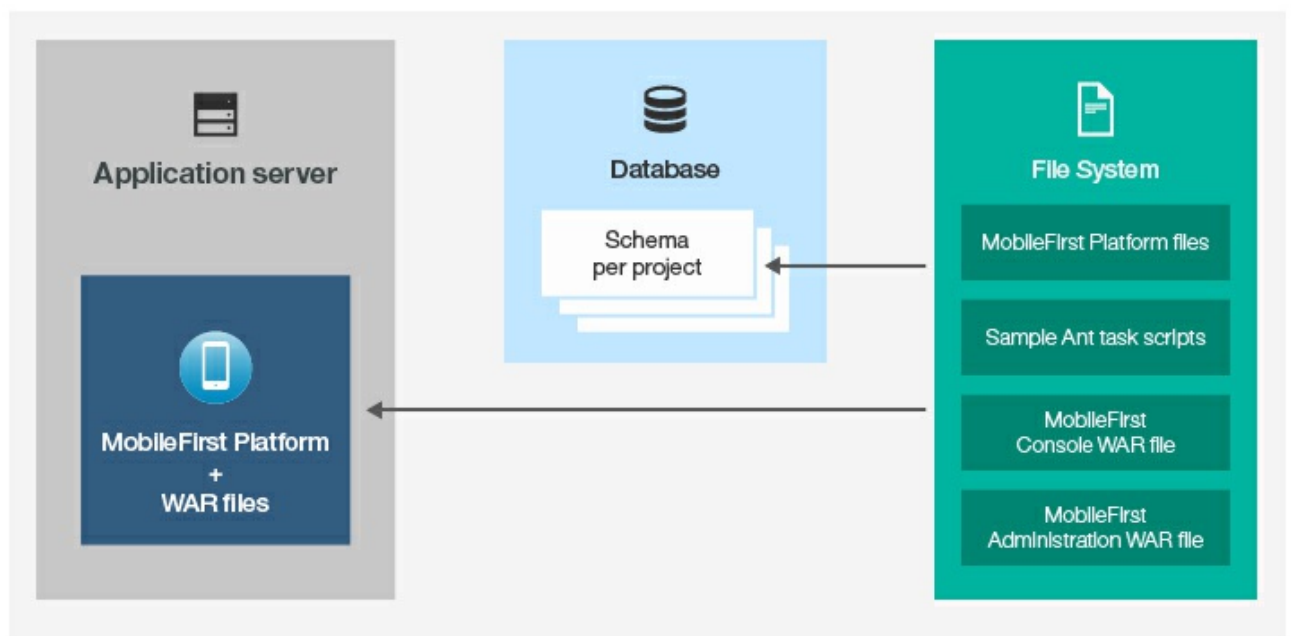 Application server
MobileFirst Platform
+
WAR files
Database
Schema
per project
File System
MobileFirst Platform files
Sample Ant task scripts
MobileFirst
Console WAR file
MobileFirst
Administration WAR file